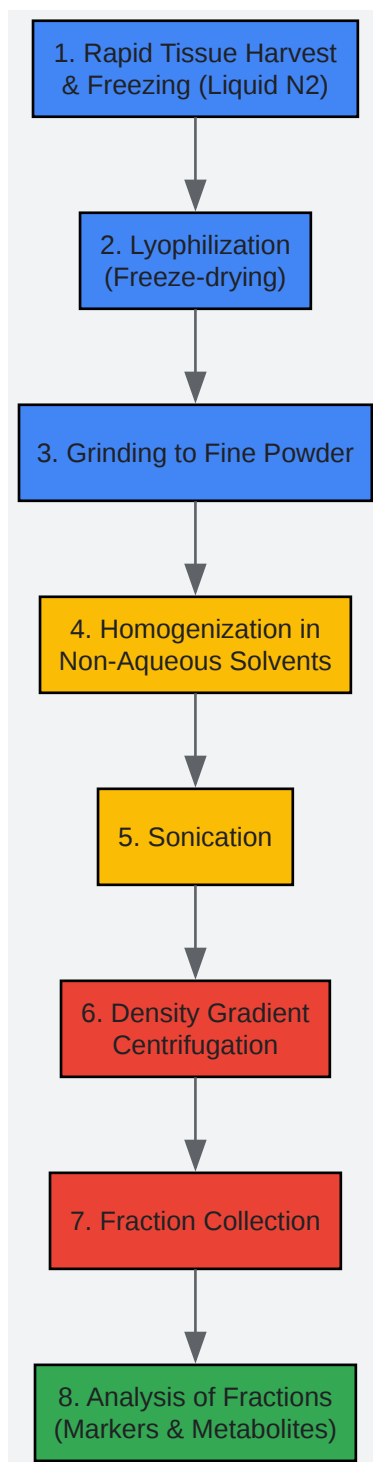 1. Rapid Tissue Harvest
& Freezing (Liquid N2)
2. Lyophilization
(Freeze-drying)
3. Grinding to Fine Powder
4. Homogenization in
Non-Aqueous Solvents
5. Sonication
6. Density Gradient
Centrifugation
7. Fraction Collection
8. Analysis of Fractions
(Markers & Metabolites)